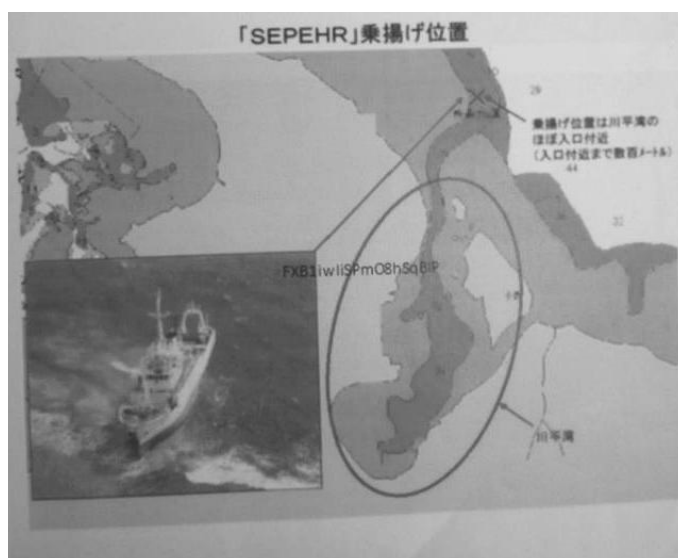 「SEPEHR」乗揚げ位置
29
乗揚げ位置は川平湾の
ほぼ入口付近
（入口付近まで数百メートル）
44
FXB1iwliSPmO8hSqBlP
川平湾